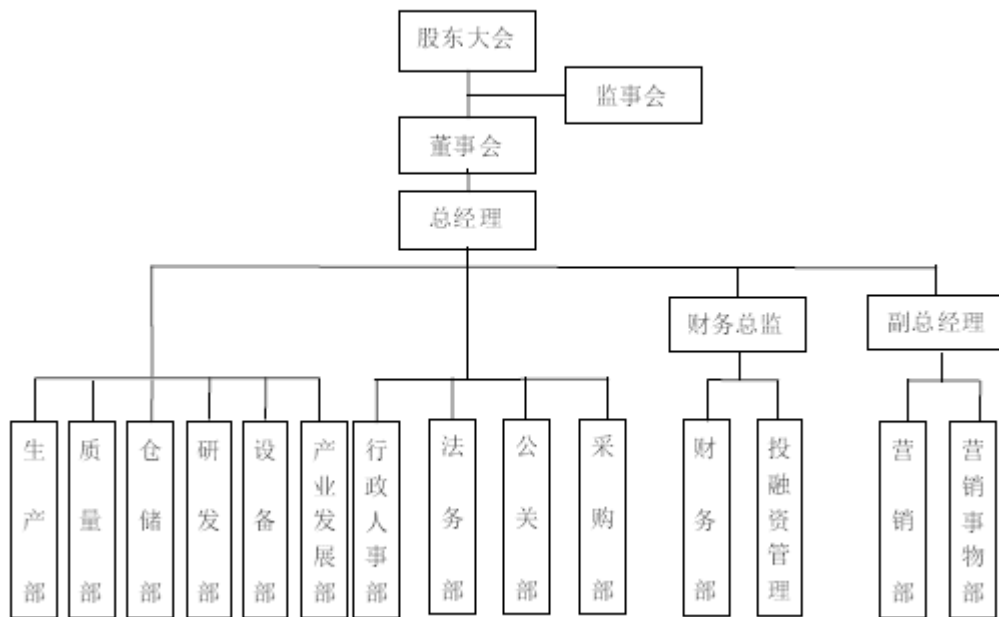 股东大会
监事会
董事会
总经理
财务总监
副总经理
生产部
质量部
仓储部
研发部
设备部
产业发展部
行政人事部
法务部
公关部
采购部
财务部
投融资管理
营销部
营销事物部